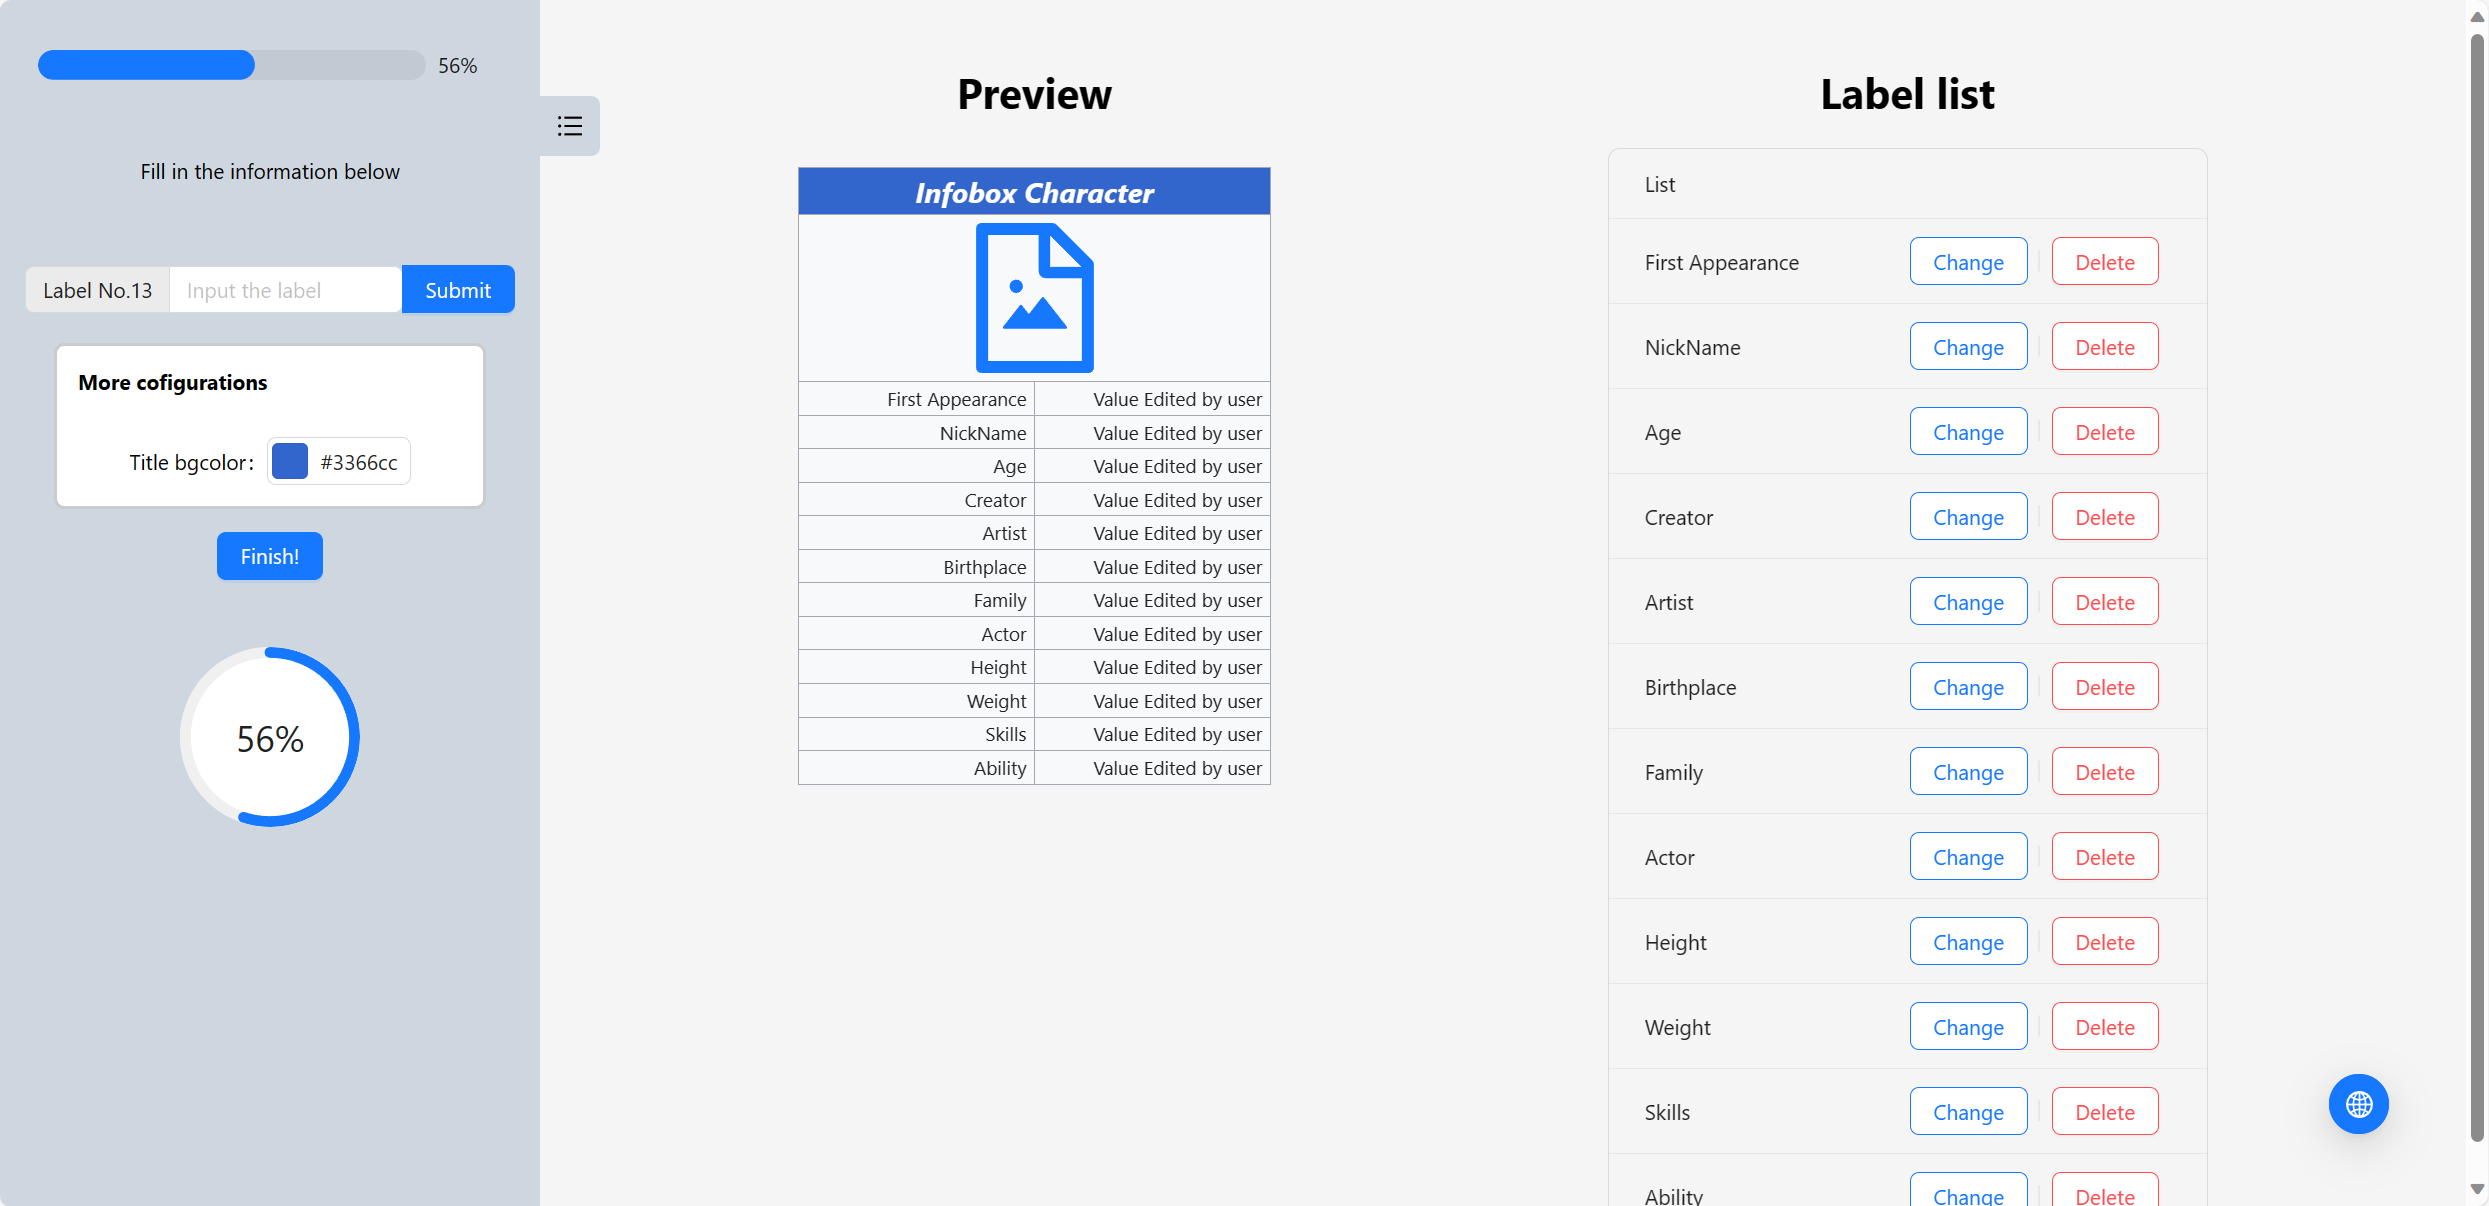 56%
Fill in the information below
Label No.13
Input the label
Submit
More cofigurations
Title bgcolor:
#3366cc
Finish!
56%
Preview
Infobox Character
First Appearance Value Edited by user
NickName Value Edited by user
Age Value Edited by user
Creator Value Edited by user
Artist Value Edited by user
Birthplace Value Edited by user
Family Value Edited by user
Actor Value Edited by user
Height Value Edited by user
Weight Value Edited by user
Skills Value Edited by user
Ability Value Edited by user
Label list
List
First Appearance Change Delete
NickName Change Delete
Age Change Delete
Creator Change Delete
Artist Change Delete
Birthplace Change Delete
Family Change Delete
Actor Change Delete
Height Change Delete
Weight Change Delete
Skills Change Delete
Ability Change Delete